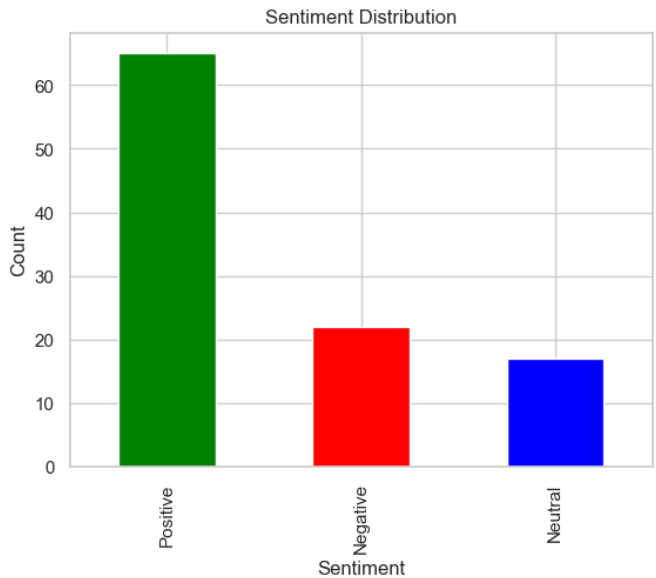 Sentiment Distribution
Count
60
50
40
30
20
10
0
Positive
Negative
Neutral
Sentiment